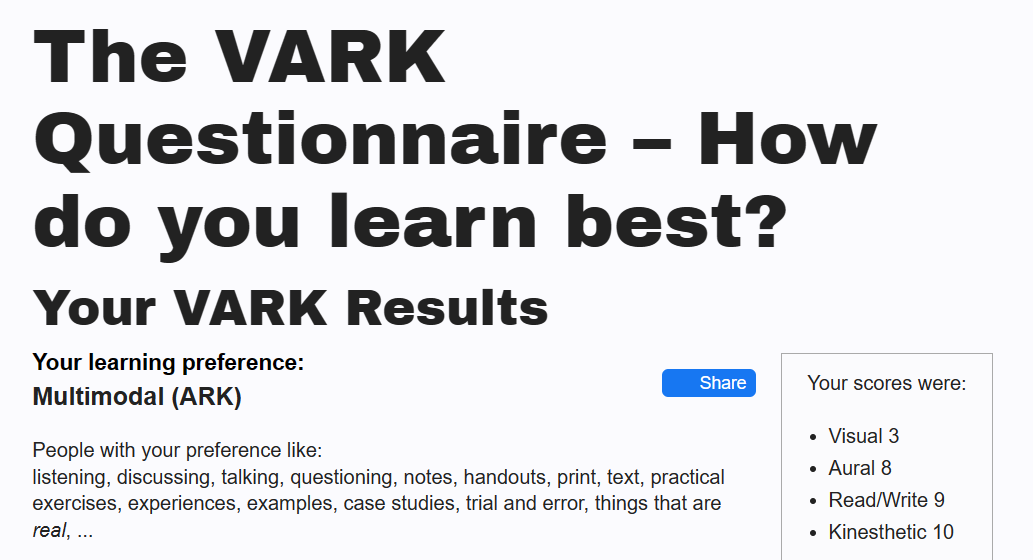 The VARK
Questionnaire – How
do you learn best?
Your VARK Results
Your learning preference:
Multimodal (ARK)
Share
People with your preference like:
listening, discussing, talking, questioning, notes, handouts, print, text, practical
exercises, experiences, examples, case studies, trial and error, things that are
real, ...
Your scores were:
• Visual 3
• Aural 8
• Read/Write 9
• Kinesthetic 10